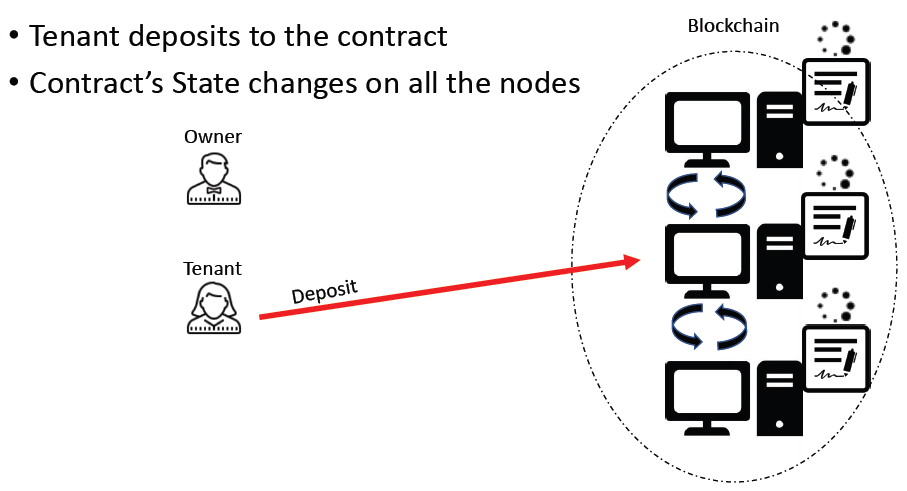 • Tenant deposits to the contract
• Contract's State changes on all the nodes
Blockchain
Owner
Tenant
Deposit